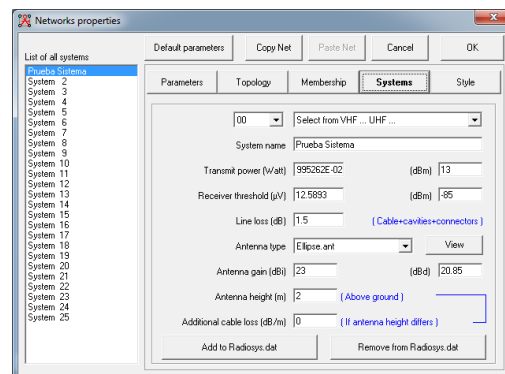 Networks properties
Default parameters Copy Net Paste Net Cancel OK
List of all systems
Prueba Sistema
System 2
System 3
System 4
System 5
System 6
System 7
System 8
System 9
System 10
System 11
System 12
System 13
System 14
System 15
System 16
System 17
System 18
System 19
System 20
System 21
System 22
System 23
System 24
System 25
Parameters Topology Membership Systems Style
00 Select from VHF ... UHF ...
System name Prueba Sistema
Transmit power (Watt) 995262E-02 (dBm) 13
Receiver threshold (µV) 12.5893 (dBm) -85
Line loss (dB) 1.5 ( Cable+cavities+connectors )
Antenna type Ellipse.ant View
Antenna gain (dBi) 23 (dBd) 20.85
Antenna height (m) 2 ( Above ground )
Additional cable loss (dB/m) 0 ( If antenna height differs )
Add to Radiosys.dat Remove from Radiosys.dat